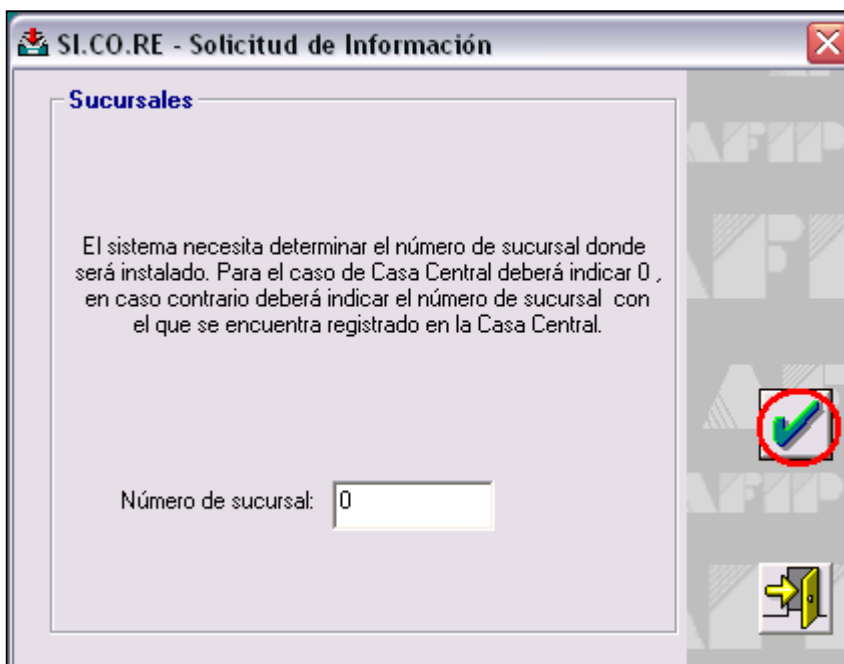 SI.CO.RE - Solicitud de Información
Sucursales
El sistema necesita determinar el número de sucursal donde
será instalado. Para el caso de Casa Central deberá indicar 0 ,
en caso contrario deberá indicar el número de sucursal con
el que se encuentra registrado en la Casa Central.
Número de sucursal: 0
AFIP
AFIP